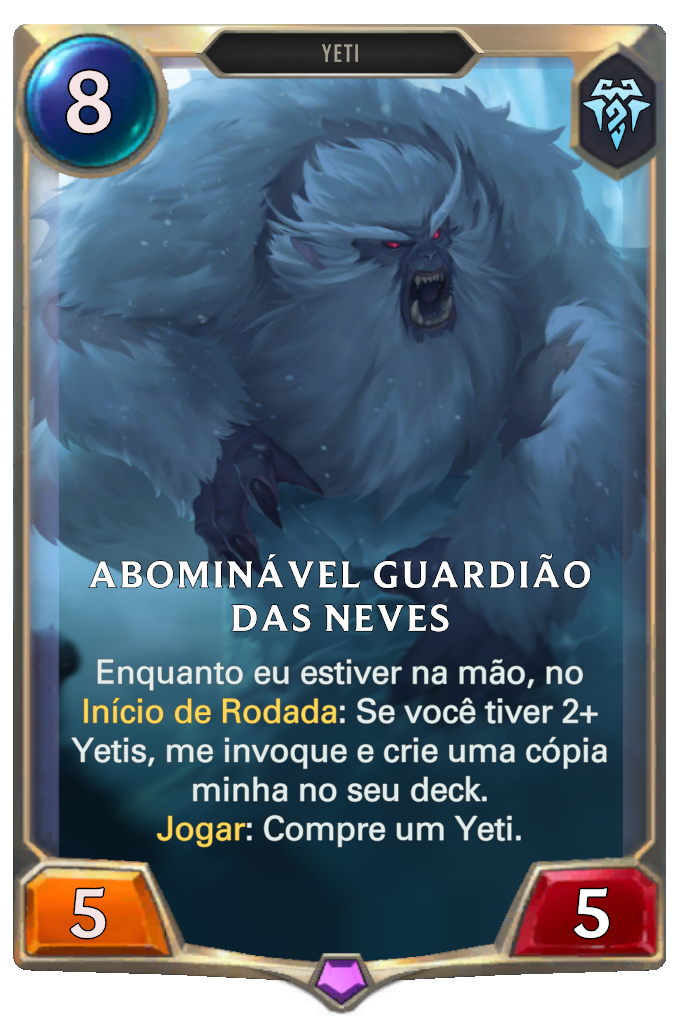 YETI
8
ABOMINÁVEL GUARDIÃO
DAS NEVES
Enquanto eu estiver na mão, no
Início de Rodada: Se você tiver 2+
Yetis, me invoque e crie uma cópia
minha no seu deck.
Jogar: Compre um Yeti.
5
5